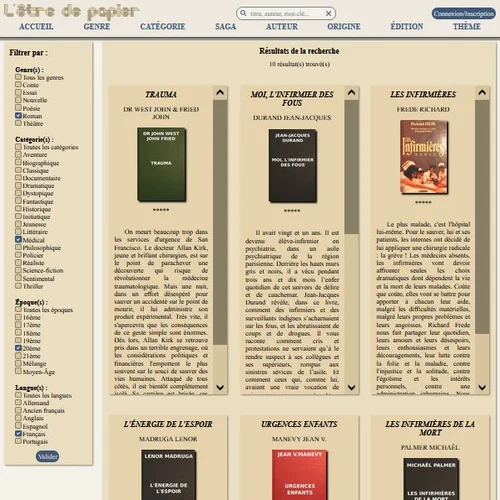 L'être de papier
titre, auteur, mot-clé...
Connexion/Inscription
ACCUEIL
GENRE
CATÉGORIE
SAGA
AUTEUR
ORIGINE
ÉDITION
THÈME
Filtrer par :
Genre(s) :
Tous les genres
Conte
Essai
Nouvelle
Poésie
Roman
Théâtre
Catégorie(s) :
Toutes les catégories
Aventure
Biographique
Classique
Documentaire
Dramatique
Dystopique
Fantastique
Historique
Initiatique
Jeunesse
Littéraire
Médical
Philosophique
Policier
Réaliste
Science-fiction
Sentimental
Thriller
Époque(s) :
Toutes les époques
16ème
17ème
18ème
19ème
20ème
21ème
Mélange
Moyen-Âge
Langue(s) :
Toutes les langues
Allemand
Ancien français
Anglais
Espagnol
Français
Portugais
Valider
Résultats de la recherche
10 résultat(s) trouvé(s)
TRAUMA
DR WEST JOHN & FRIED
JOHN
DR JOHN WEST
JOHN FRIED
TRAUMA
*****
On meurt beaucoup trop dans
les services d'urgence de San
Francisco. Le docteur Allan Kirk,
jeune et brillant chirurgien, est sur
le point de parachever une
découverte qui risque de
révolutionner la médecine
traumatologique. Mais une nuit,
dans un effort désespéré pour
sauver un accidenté sur le point de
mourir, il lui administre son
produit expérimental. Très vite, il
s'apercevra que les conséquences
de ce geste simple sont énormes.
Dès lors, Allan Kirk se retrouve
pris dans un terrible engrenage, où
les considérations politiques et
financières l'emportent le plus
souvent sur le souci de sauver des
vies humaines. Attaqué de tous
côtés, il est bientôt complètement
isolé. Sa carrière est brisée, ses
MOI, L'INFIRMIER DES
FOUS
DURAND JEAN-JACQUES
JEAN-JACQUES
DURAND
MOI, L'INFIRMIER
DES FOUS
*****
Il avait vingt et un ans. Il est
devenu élève-infirmier en
psychiatrie, dans un asile
psychiatrique de la région
parisienne. Derrière les hauts murs
gris et noirs, il a vécu pendant
trois ans et dix mois l'enfer
quotidien de cet univers de délire
et de cauchemar. Jean-Jacques
Durand révèle, dans ce livre,
comment des infirmiers et des
surveillants indignes s'acharnaient
sur les fous, et les abrutissaient de
coups et de drogues. Il vous
raconte comment cris et
protestations ne servaient qu'à le
rendre suspect à ses collègues et
ses supérieurs, rompus aux
sinistres sévices de l'asile. Et
comment ceux qui, comme lui,
avaient une vraie vocation de
LES INFIRMIÈRES
FREDE RICHARD
Richard FREDE
Les
Infirmières
ROMAN
*****
Le plus malade, c'est l'hôpital
lui-même. Pour le sauver, lui et ses
patients, les internes ont décidé de
lui appliquer une chirurgie radicale
: la grève ! Les médecins absents,
les infirmières vont devoir
affronter seules les choix
dramatiques dont dépendent la vie
et la mort de leurs malades. Coûte
que coûte, elles vont se battre pour
apporter à chacun leur aide,
malgré les difficultés matérielles,
malgré leurs propres problèmes et
leurs angoisses. Richard Frede
nous fait partager leur quotidien,
leurs amours et leurs désespoirs,
leurs enthousiasmes et leurs
découragements, leur lutte contre
la folie et la maladie, contre
l'injustice et la solitude, contre
l'égoïsme et les intérêts
personnels, contre une
administration inhumaine. Nous
L'ÉNERGIE DE L'ESPOIR
MADRUGA LENOR
LENOR MADRUGA
L'ÉNERGIE DE
L'ESPOIR
URGENCES ENFANTS
MANEVY JEAN V.
JEAN V.MANEVY
URGENCES
ENFANTS
LES INFIRMIÈRES DE LA
MORT
PALMER MICHAËL
MICHAËL PALMER
LES INFIRMIÈRES DE